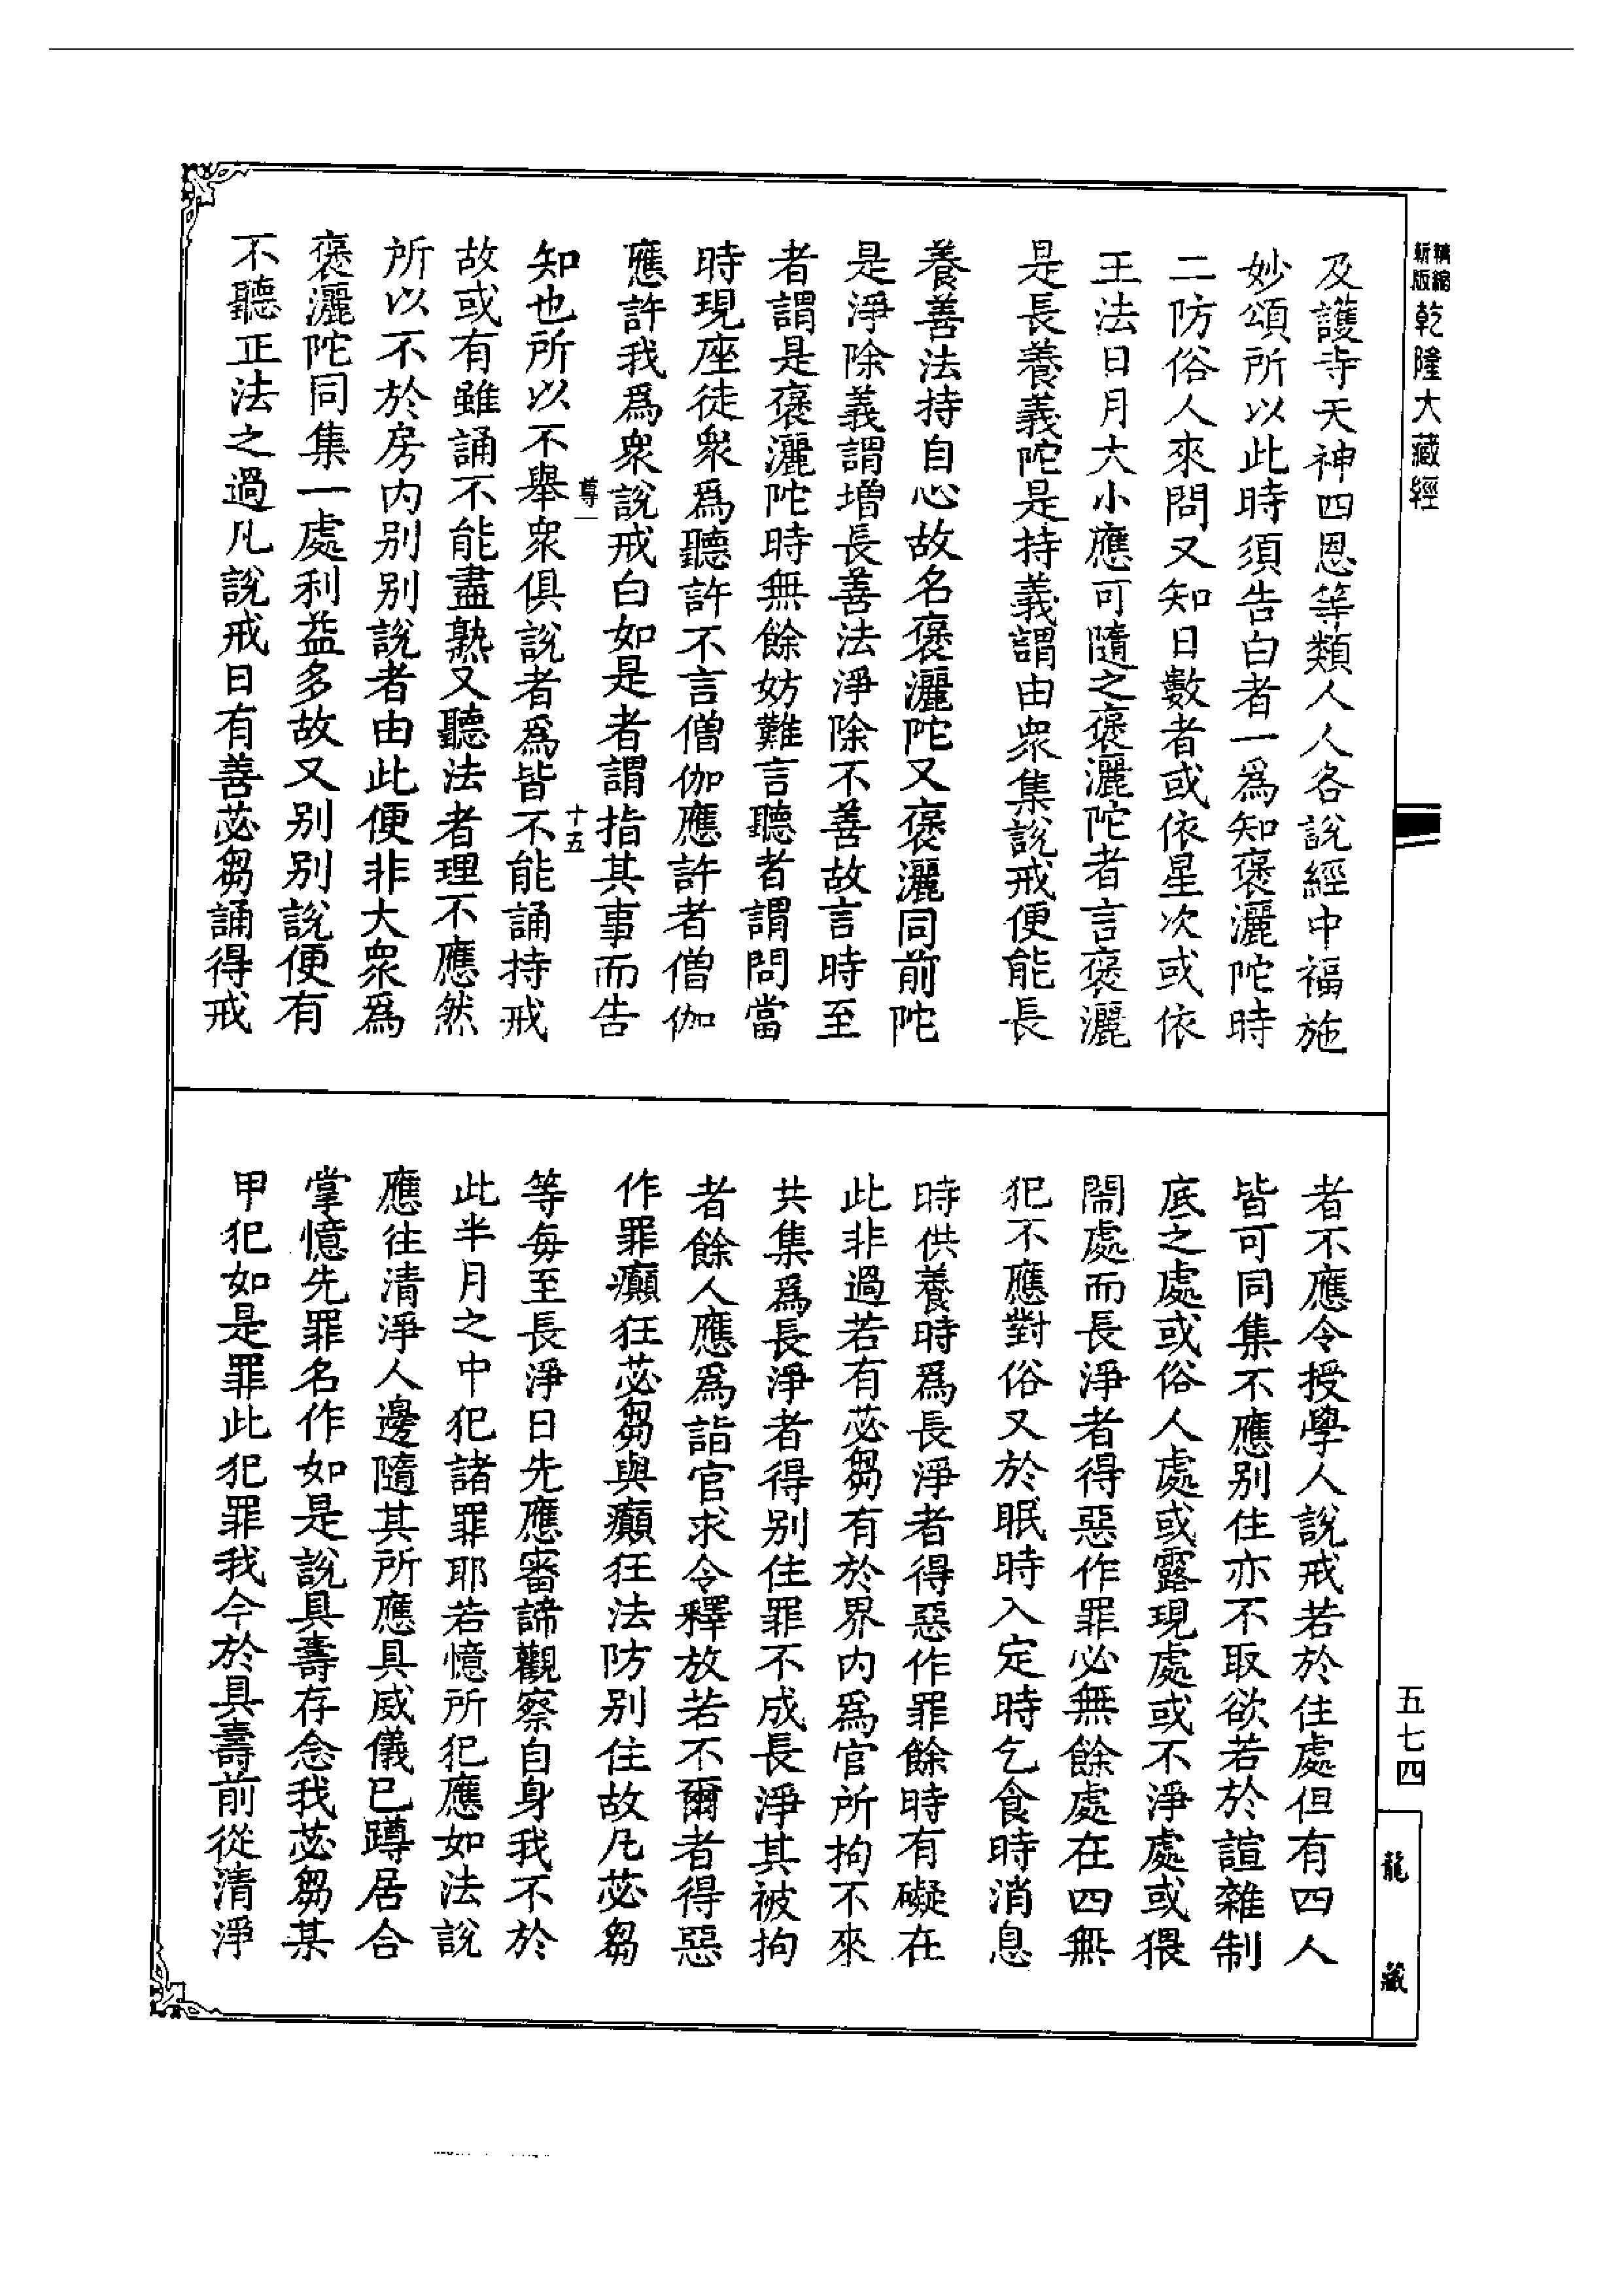 精縮新版乾隆大藏經
及護寺天神四恩等類人人各說經中福施
妙頌所以此時須告白者一爲知褒灑陀時
二防俗人來問又知日數者或依星次或依
王法日月大小應可隨之褒灑陀者言褒灑
是長養義陀是持義謂由衆集說戒便能長
養善法持自心故名褒灑陀又褒灑同前陀
是淨除義謂增長善法淨除不善故言時至
者謂是褒灑陀時無餘妨難言聽者謂問當
時現座徒衆爲聽許不言僧伽應許者僧伽
應許我爲衆說戒白如是者謂指其事而告
尊一
十五
知也所以不舉衆俱說者爲皆不能誦持戒
故或有雖誦不能盡熟又聽法者理不應然
所以不於房內別別說者由此便非大衆爲
褒灑陀同集一處利益多故又別別說便有
不聽正法之過凡說戒日有善苾芻誦得戒
者不應令授學人說戒若於住處但有四人
皆可同集不應別住亦不取欲若於諠雜制
底之處或俗人處或露現處或不淨處或猥
閙處而長淨者得惡作罪必無餘處在四無
犯不應對俗又於眠時入定時乞食時消息
時供養時爲長淨者得惡作罪餘時有礙在
此非過若有苾芻有於界內爲官所拘不來
共集爲長淨者得別住罪不成長淨其被拘
者餘人應爲詣官求令釋放若不爾者得惡
作罪癲狂苾芻與癲狂法防別住故凡苾芻
等每至長淨日先應審諦觀察自身我不於
此半月之中犯諸罪耶若憶所犯應如法說
應往清淨人邊隨其所應具威儀已蹲居合
掌憶先罪名作如是說具壽存念我苾芻某
甲犯如是罪此犯罪我今於具壽前從清淨
五七四
龍藏